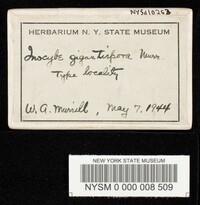 NYSd10263
HERBARIUM N. Y. STATE MUSEUM
Inocybe gigantispora Murr.
Type locality
W. A. Murrill, May 7, 1944
NEW YORK STATE MUSEUM
NYSM 0 000 008 509